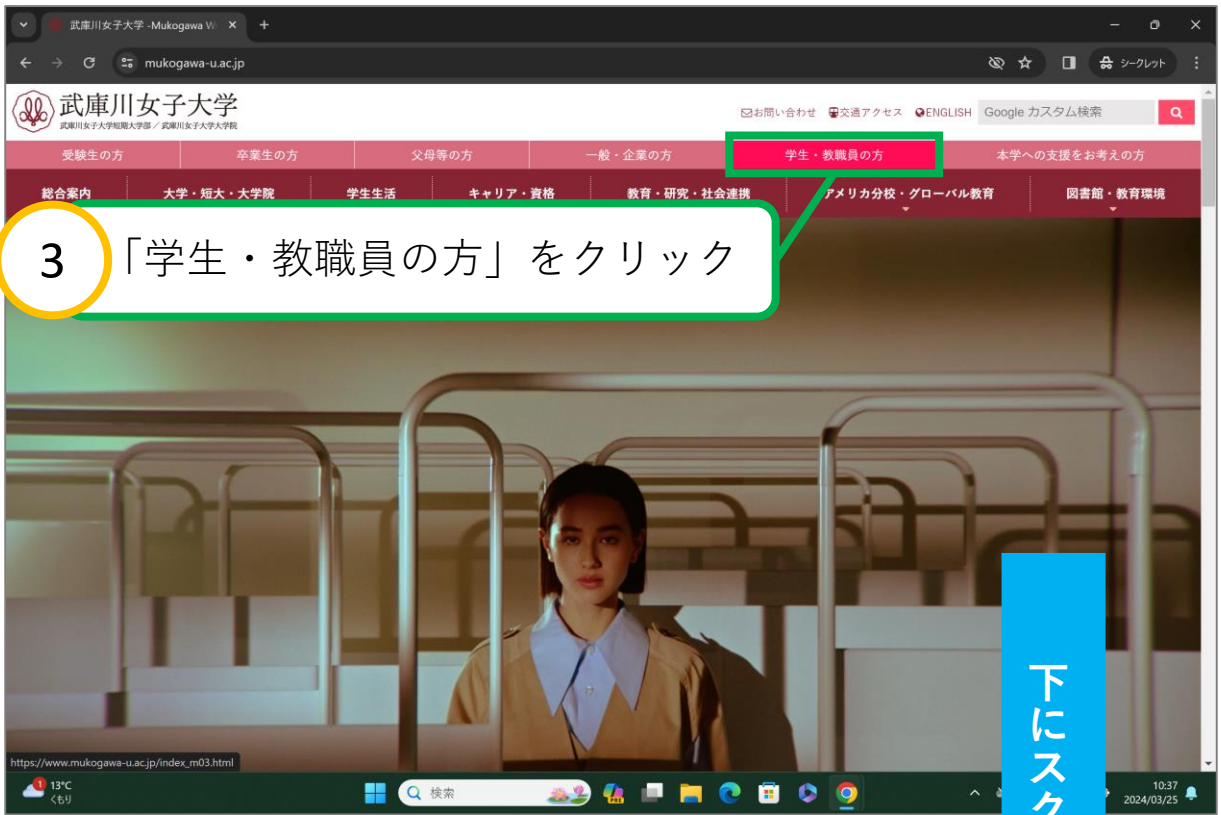 武庫川女子大学 -Mukogawa W
mukogawa-u.ac.jp
シークレット
武庫川女子大学
武庫川女子大学短期大学部 / 武庫川女子大学大学院
お問い合わせ 交通アクセス ENGLISH Google カスタム検索
受験生の方 卒業生の方 父母等の方 一般・企業の方 学生・教職員の方 本学への支援をお考えの方
総合案内 大学・短大・大学院 学生生活 キャリア・資格 教育・研究・社会連携 アメリカ分校・グローバル教育 図書館・教育環境
3 「学生・教職員の方」をクリック
下にスク
https://www.mukogawa-u.ac.jp/index_m03.html
1 13°C
くもり
検索
PRE
10:37
2024/03/25